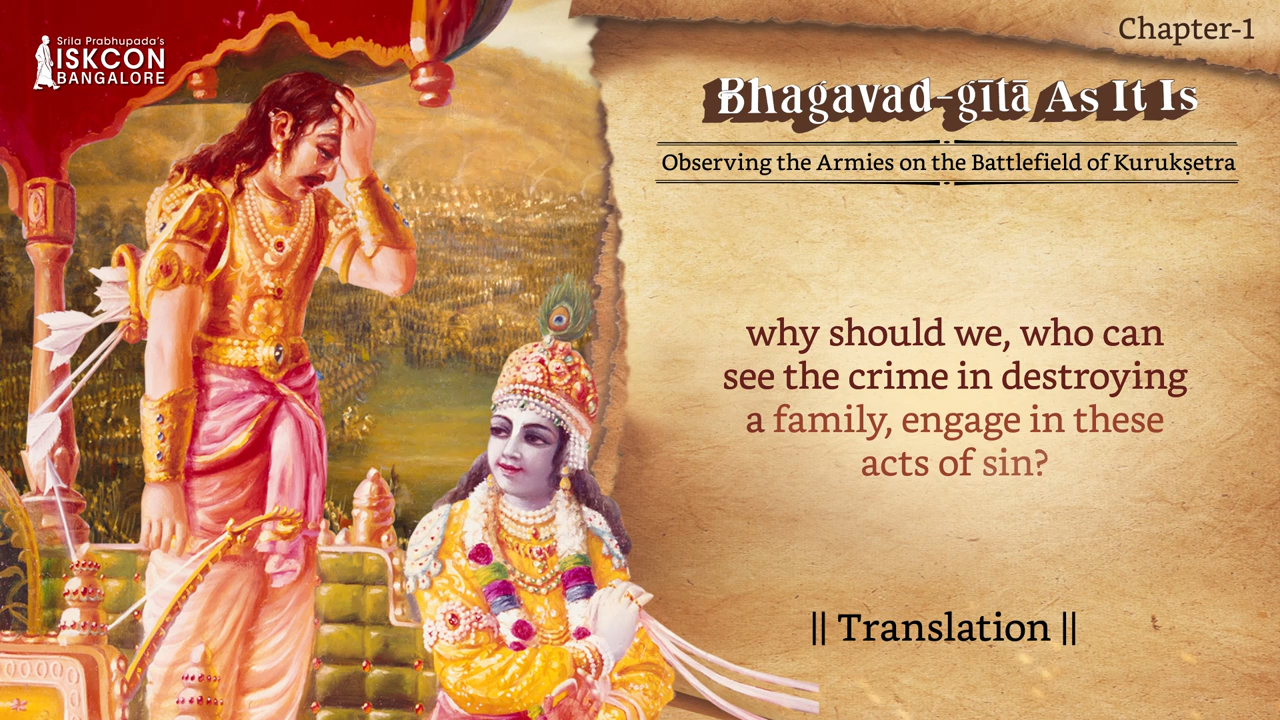 Srila Prabhupada's
ISKCON
BANGALORE
Chapter-1
Bhagavad-gītā As It Is
Observing the Armies on the Battlefield of Kurukṣetra
why should we, who can
see the crime in destroying
a family, engage in these
acts of sin?
|| Translation ||